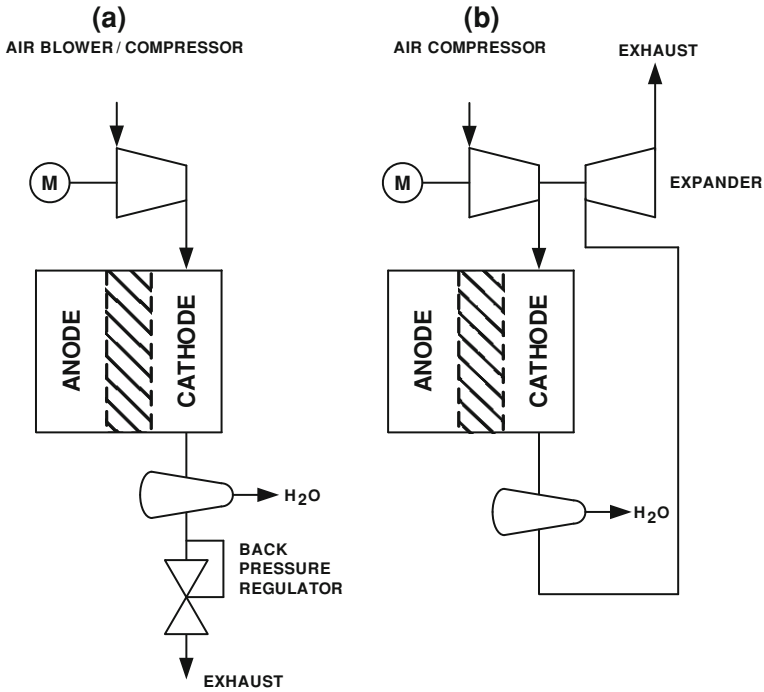 (a)
AIR BLOWER / COMPRESSOR
M
ANODE
CATHODE
H2O
BACK
PRESSURE
REGULATOR
EXHAUST
(b)
AIR COMPRESSOR
EXHAUST
M
EXPANDER
ANODE
CATHODE
H2O